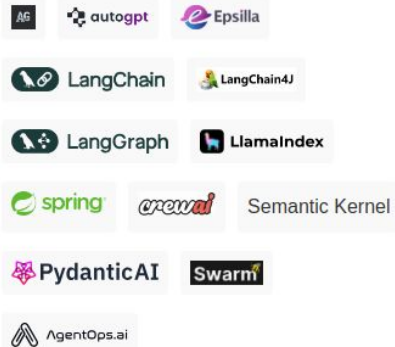 AG autogpt Epsilla
LangChain LangChain4J
LangGraph LlamaIndex
spring crewai Semantic Kernel
PydanticAI Swarm
AgentOps.ai